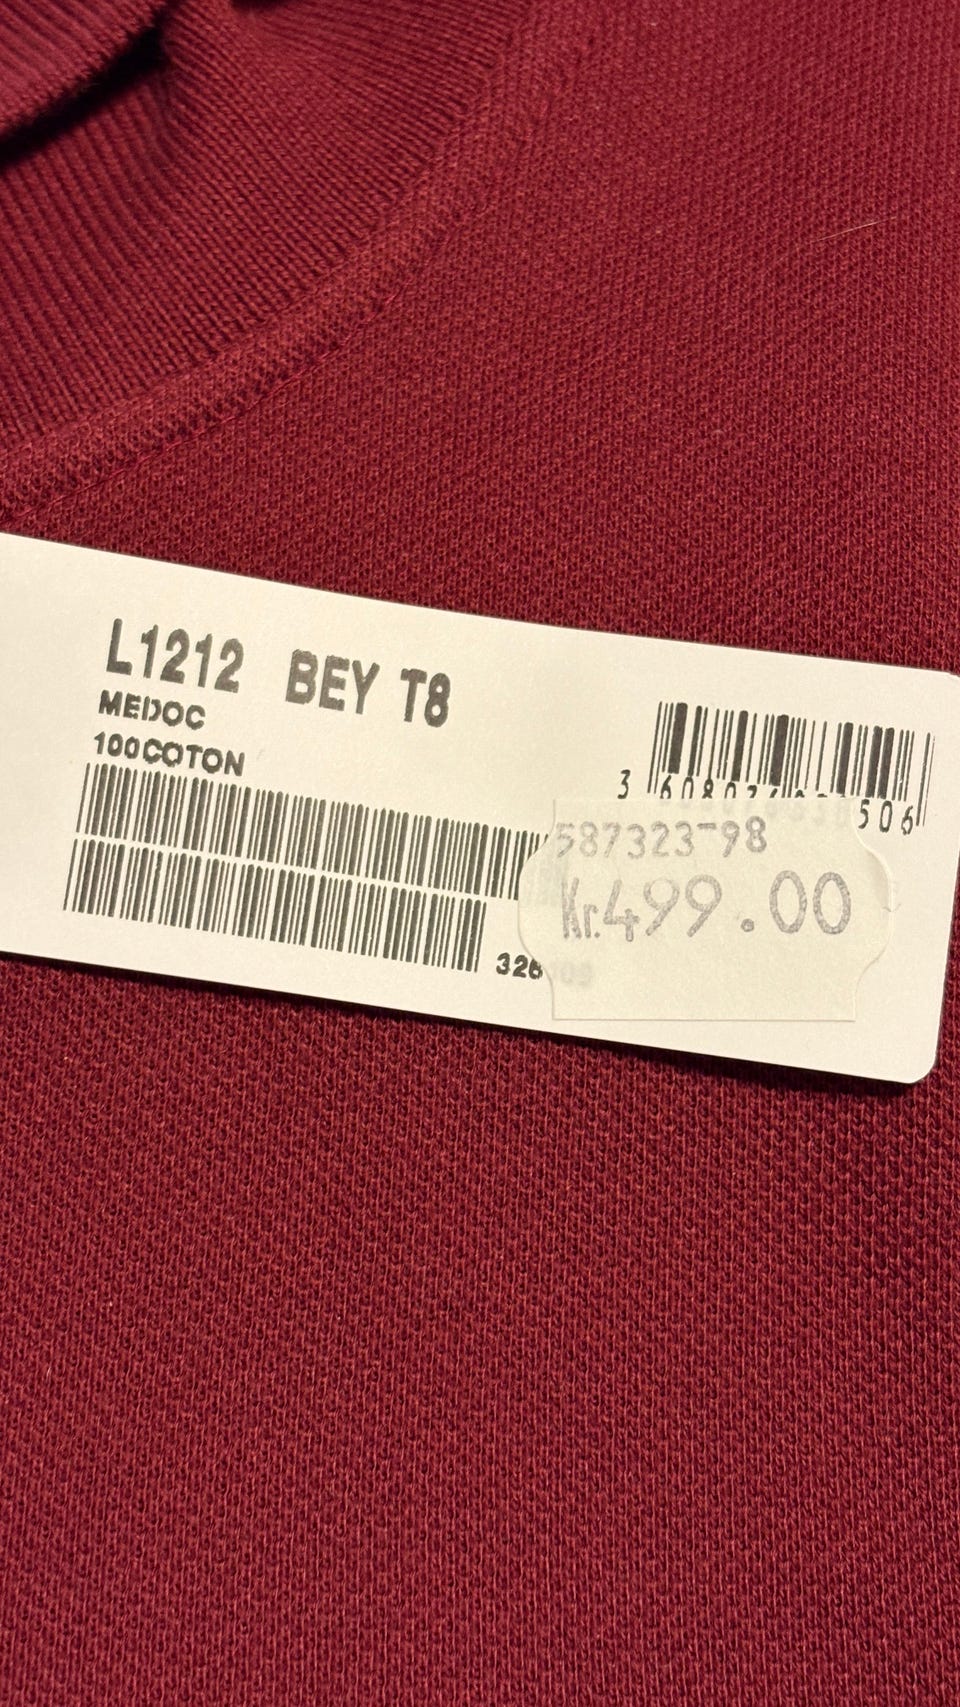 L1212 BEY T8
MEDOC
100COTON
587323-98
Kr.499.00